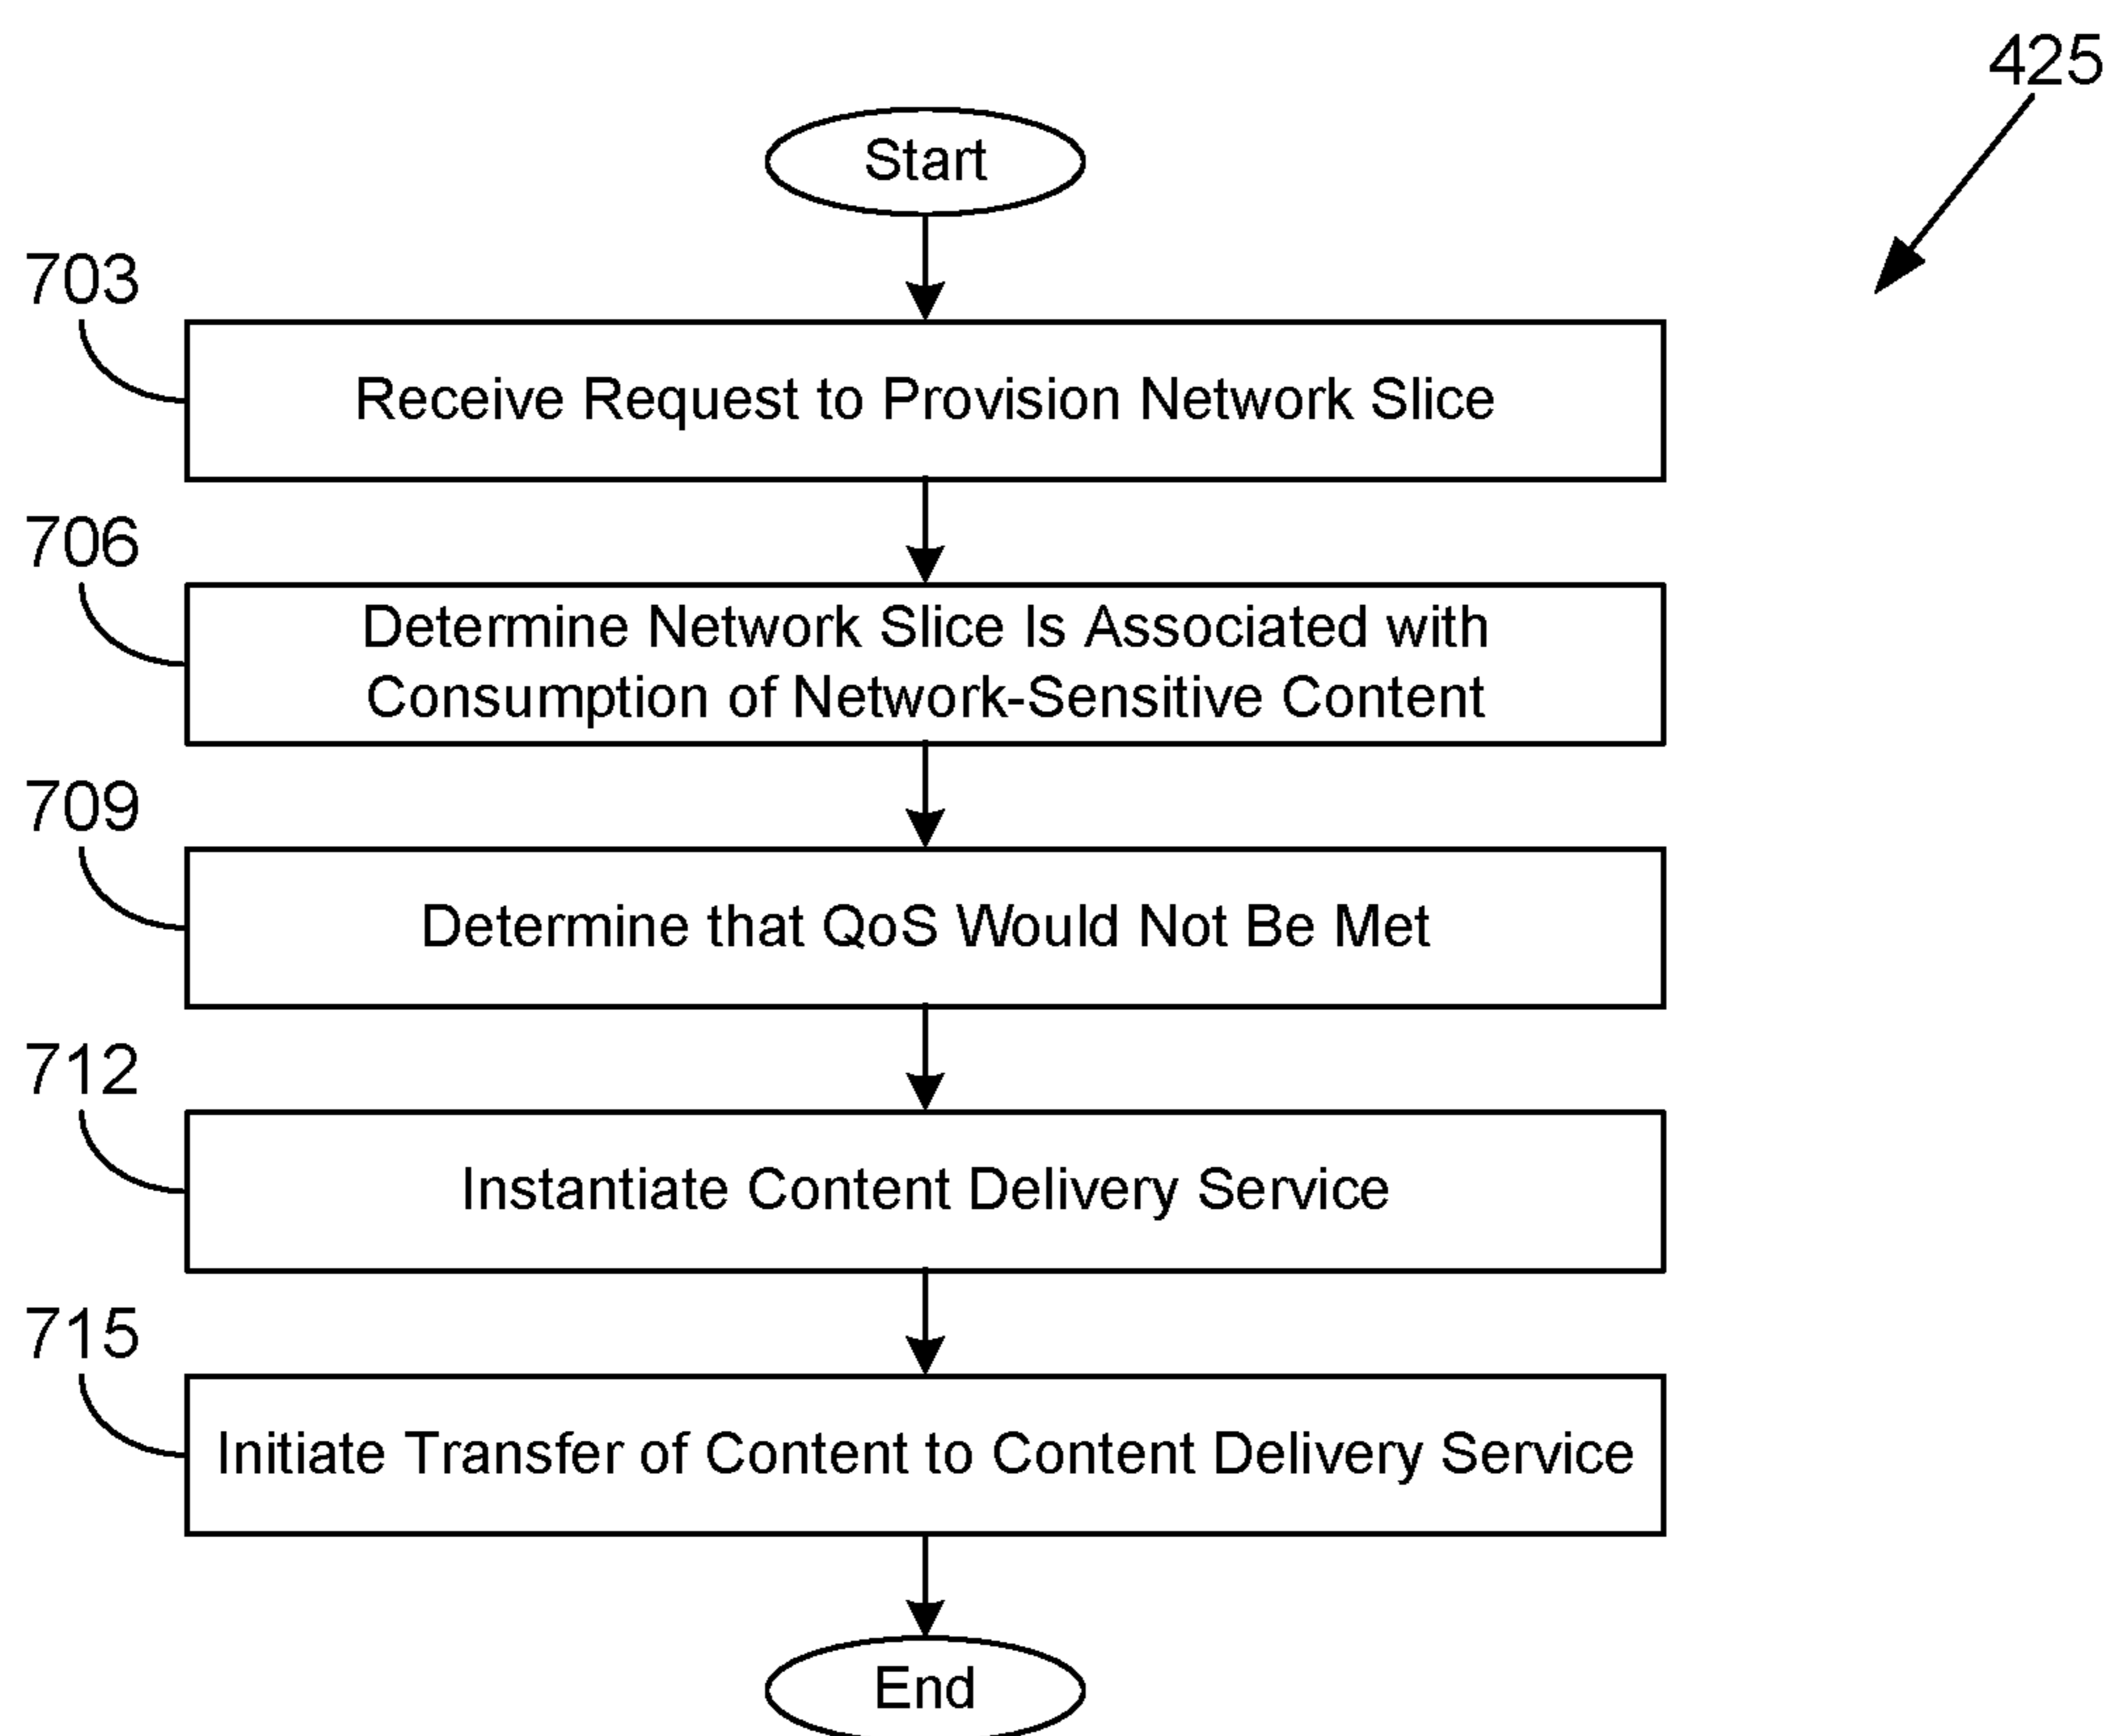 425
Start
703
Receive Request to Provision Network Slice
706
Determine Network Slice Is Associated with
Consumption of Network-Sensitive Content
709
Determine that QoS Would Not Be Met
712
Instantiate Content Delivery Service
715
Initiate Transfer of Content to Content Delivery Service
End